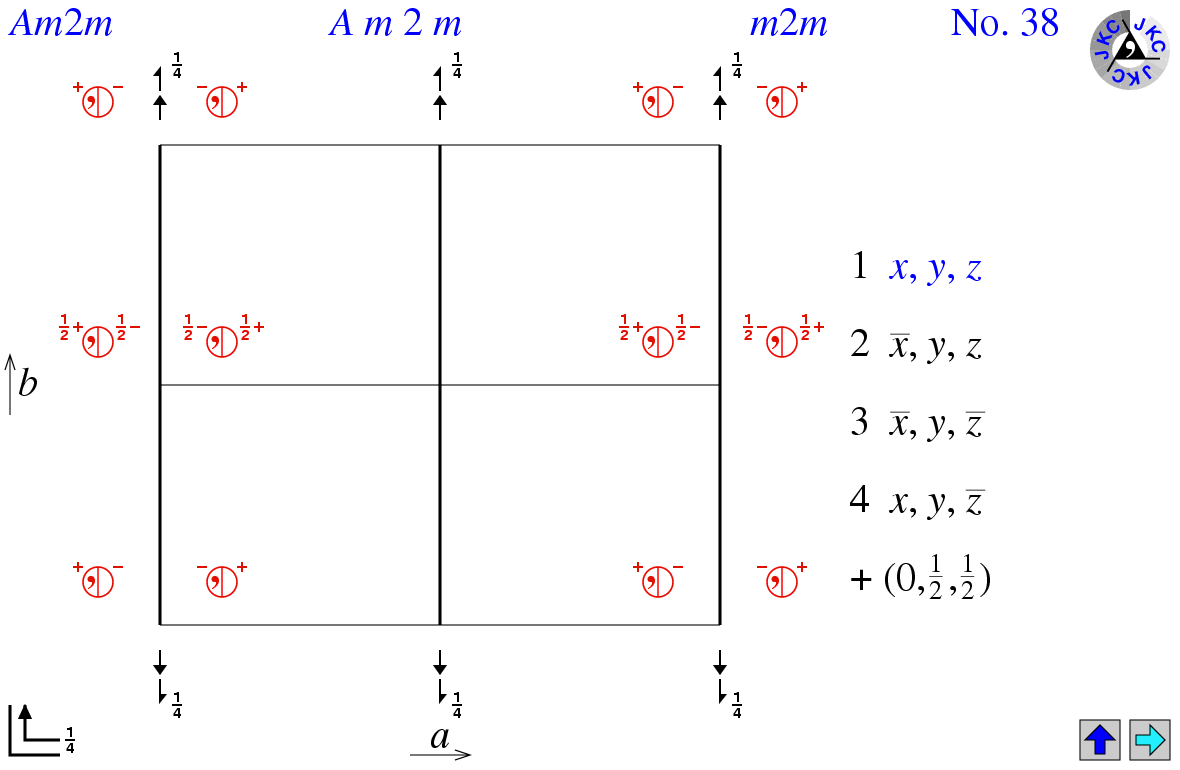 Am2m A m 2 m m2m No. 38
J K C J K C J K C
1/4 1/4 1/4
+ − − + + − − +
1 x, y, z
1/2+ 1/2− 1/2− 1/2+ 1/2+ 1/2− 1/2− 1/2+
2 x̅, y, z
b
3 x̅, y, z̅
4 x, y, z̅
+ − − + + − − +
+ (0,1/2,1/2)
1/4 1/4 1/4
1/4
a